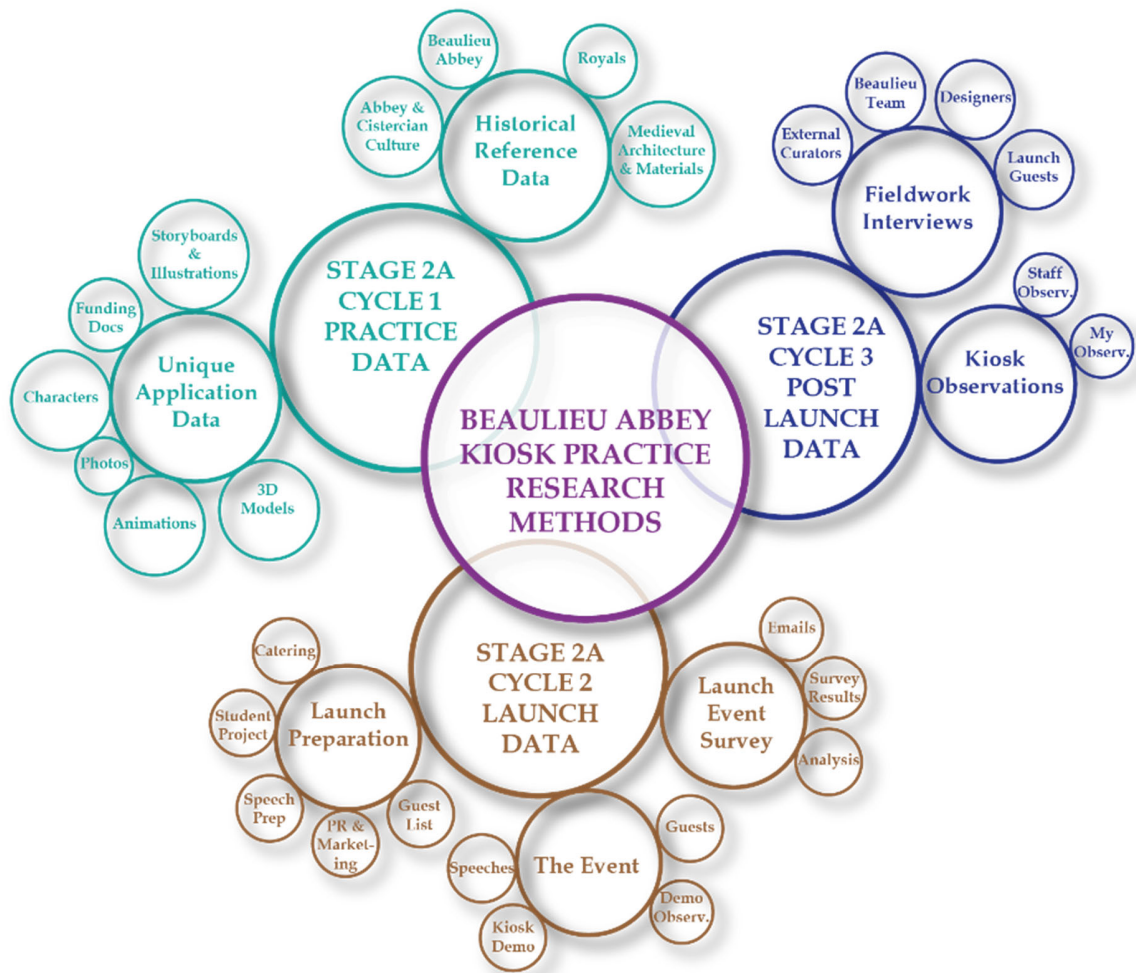 Beaulieu
Abbey
Royals
Abbey &
Cistercian
Culture
Historical
Reference
Data
Medieval
Architecture
& Materials
Storyboards
&
Illustrations
Funding
Docs
Characters
Photos
Animations
3D
Models
Unique
Application
Data
STAGE 2A
CYCLE 1
PRACTICE
DATA
Beaulieu
Team
Designers
External
Curators
Launch
Guests
Fieldwork
Interviews
Staff
Observ.
My
Observ.
Kiosk
Observations
STAGE 2A
CYCLE 3
POST
LAUNCH
DATA
BEAULIEU ABBEY
KIOSK PRACTICE
RESEARCH
METHODS
STAGE 2A
CYCLE 2
LAUNCH
DATA
Catering
Student
Project
Speech
Prep
PR &
Market-
ing
Guest
List
Launch
Preparation
Emails
Survey
Results
Analysis
Launch
Event
Survey
Speeches
Kiosk
Demo
The Event
Guests
Demo
Observ.